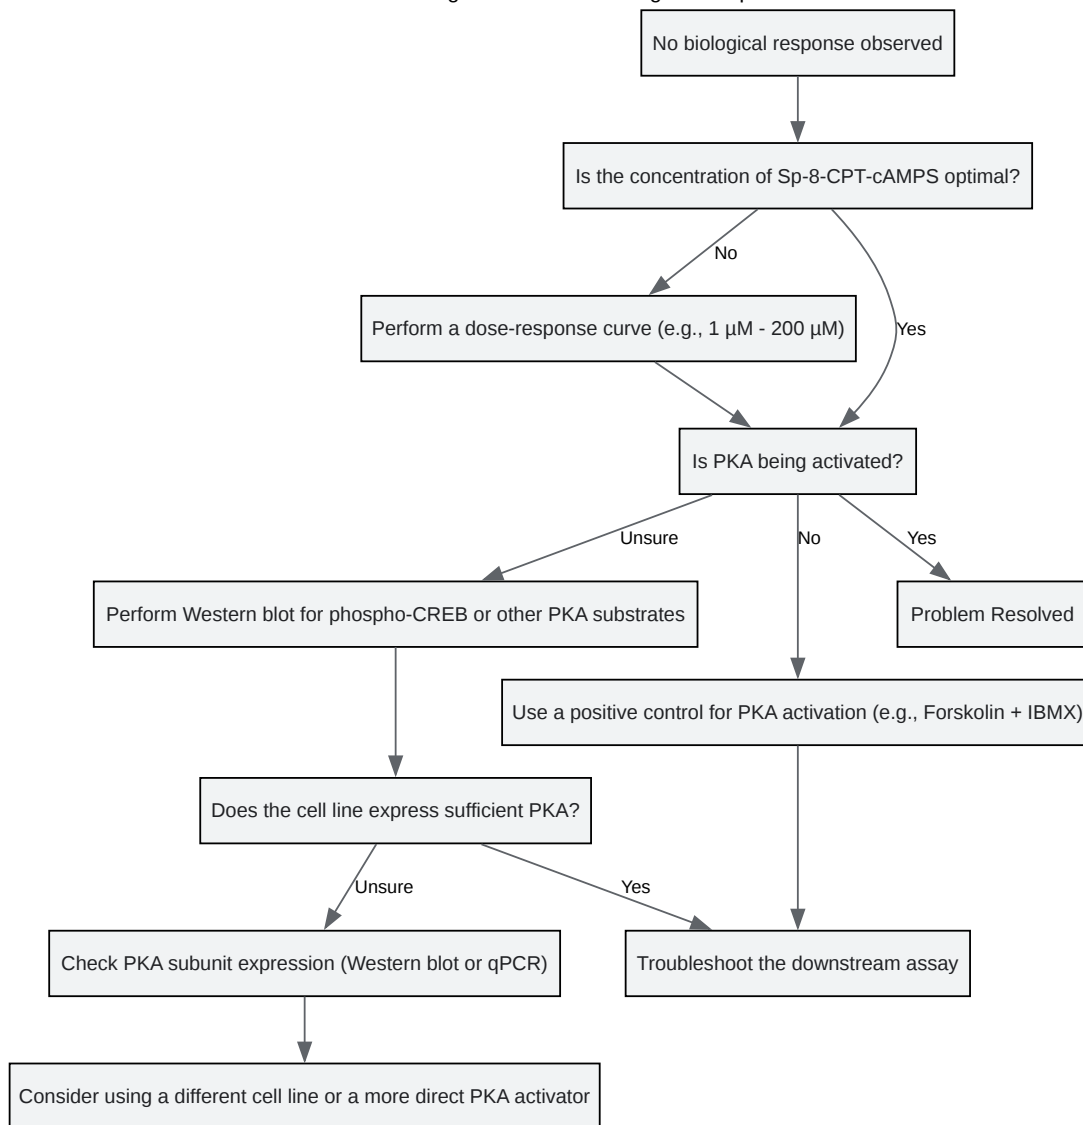 No biological response observed
Is the concentration of Sp-8-CPT-cAMPS optimal?
No
Perform a dose-response curve (e.g., 1 µM - 200 µM)
Yes
Is PKA being activated?
Unsure
No
Yes
Perform Western blot for phospho-CREB or other PKA substrates
Problem Resolved
Use a positive control for PKA activation (e.g., Forskolin + IBMX)
Does the cell line express sufficient PKA?
Unsure
Yes
Check PKA subunit expression (Western blot or qPCR)
Troubleshoot the downstream assay
Consider using a different cell line or a more direct PKA activator